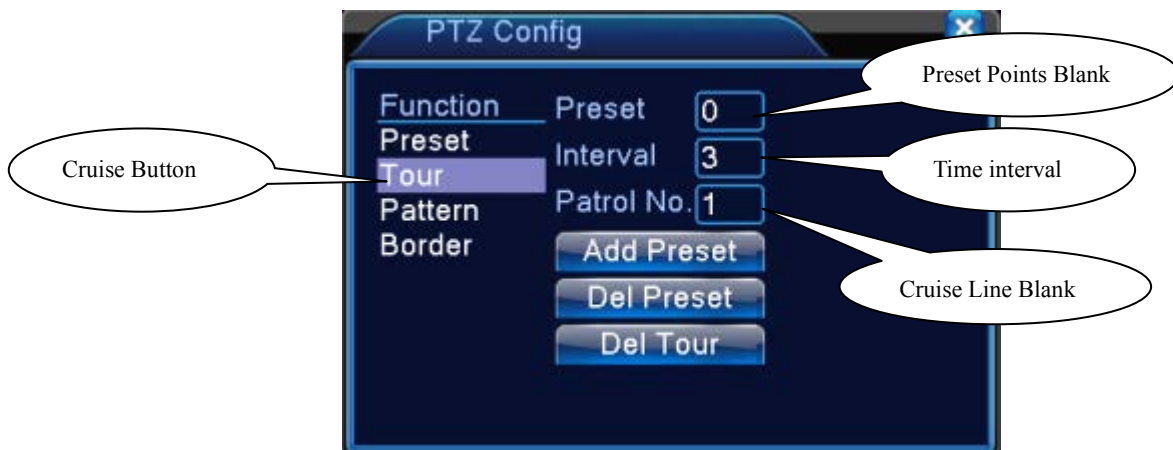 PTZ Config
Preset Points Blank
Function
Preset 0
Preset
Interval 3
Time interval
Cruise Button
Tour
Patrol No. 1
Pattern
Border
Add Preset
Cruise Line Blank
Del Preset
Del Tour